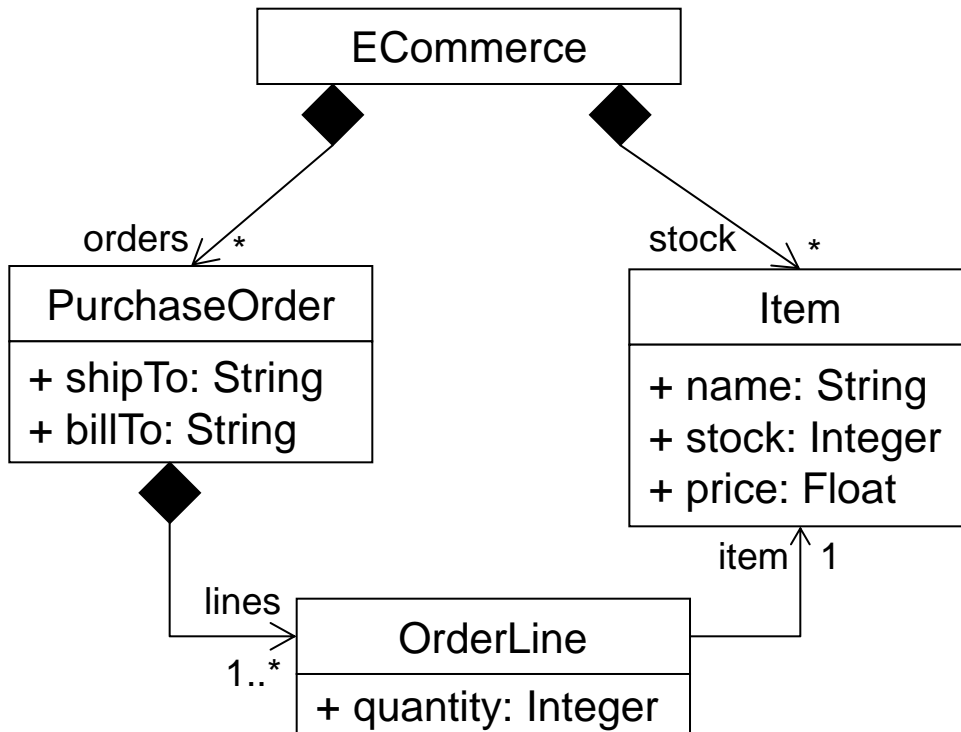 ECommerce
orders *
stock *
PurchaseOrder
+ shipTo: String
+ billTo: String
Item
+ name: String
+ stock: Integer
+ price: Float
item 1
lines
1..*
OrderLine
+ quantity: Integer